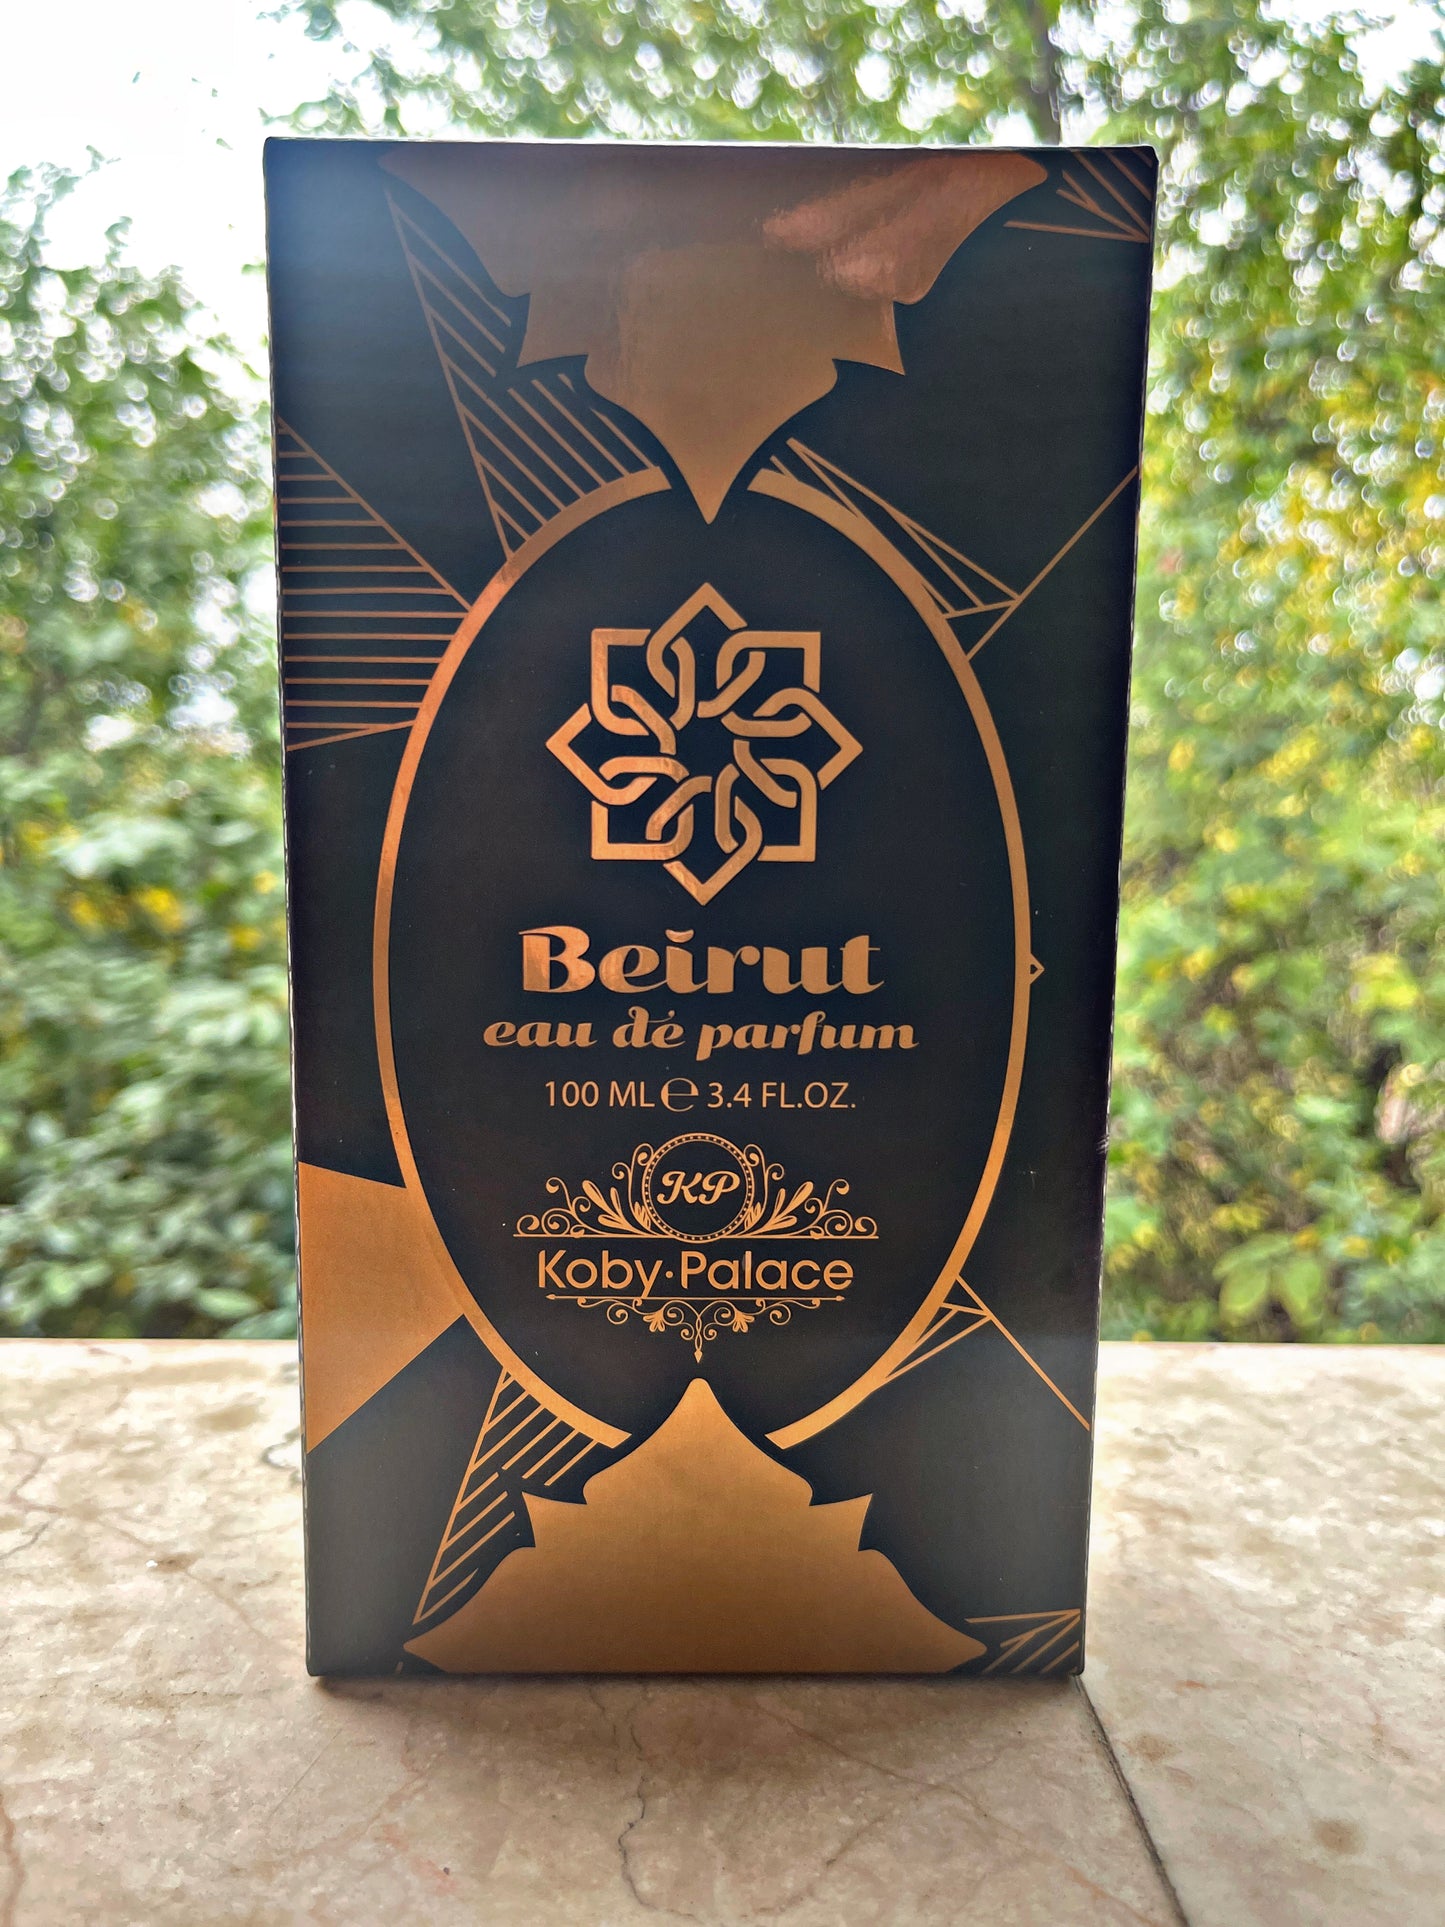 Beirut
eau de parfum
100 ML ℮ 3.4 FL.OZ.
KP
Koby·Palace